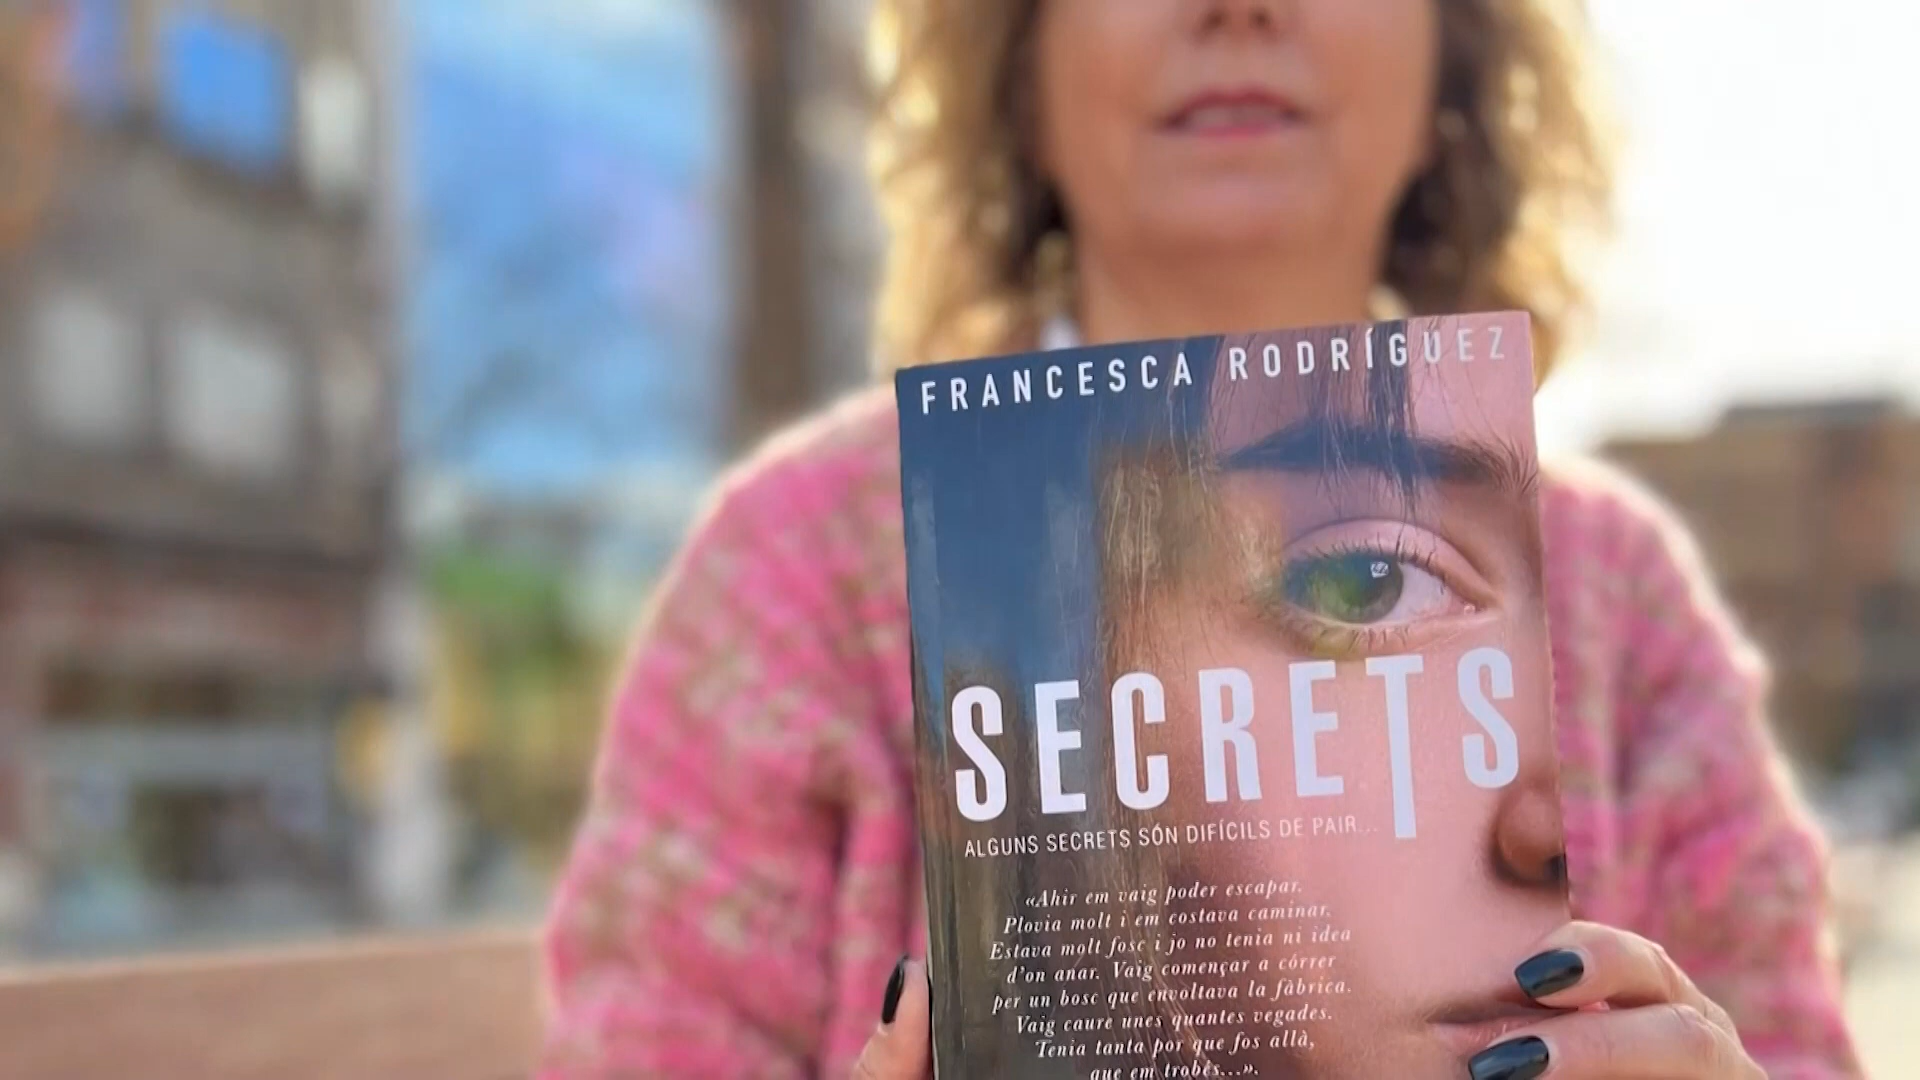 FRANCESCA RODRÍGUEZ
SECRETS
ALGUNS SECRETS SÓN DIFÍCILS DE PAIR...
«Ahir em vaig poder escapar.
Plovia molt i em costava caminar.
Estava molt fosc i jo no tenia ni idea
d'on anar. Vaig començar a córrer
per un bosc que envoltava la fàbrica.
Vaig caure unes quantes vegades.
Tenia tanta por que fos allà,
que em trobés...».